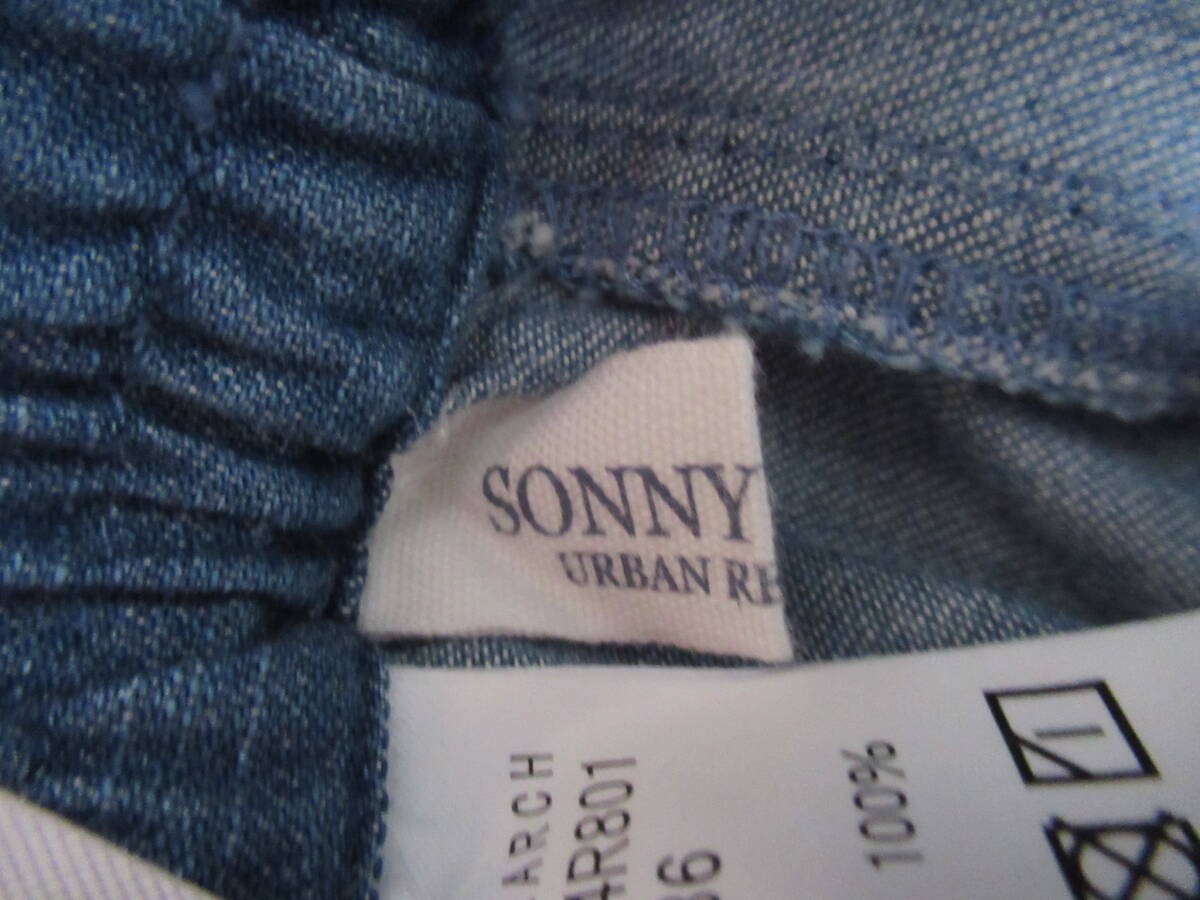 SONNY
URBAN RE
ARCH
AR801
36
100%